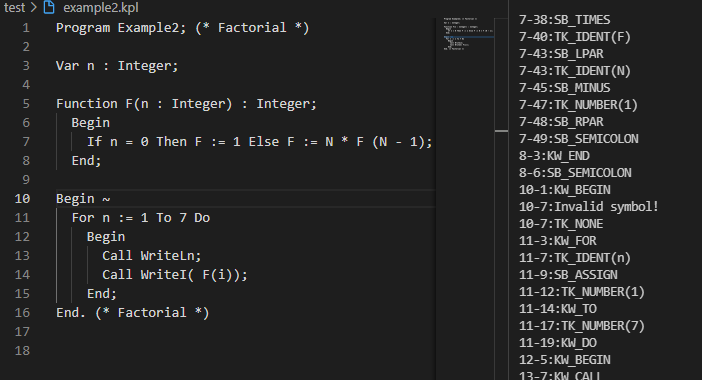 test > example2.kpl
1 Program Example2; (* Factorial *)
2
3 Var n : Integer;
4
5 Function F(n : Integer) : Integer;
6 Begin
7 If n = 0 Then F := 1 Else F := N * F (N - 1);
8 End;
9
10 Begin ~
11 For n := 1 To 7 Do
12 Begin
13 Call WriteLn;
14 Call WriteI( F(i));
15 End;
16 End. (* Factorial *)
17
18
7-38:SB_TIMES
7-40:TK_IDENT(F)
7-43:SB_LPAR
7-43:TK_IDENT(N)
7-45:SB_MINUS
7-47:TK_NUMBER(1)
7-48:SB_RPAR
7-49:SB_SEMICOLON
8-3:KW_END
8-6:SB_SEMICOLON
10-1:KW_BEGIN
10-7:Invalid symbol!
10-7:TK_NONE
11-3:KW_FOR
11-7:TK_IDENT(n)
11-9:SB_ASSIGN
11-12:TK_NUMBER(1)
11-14:KW_TO
11-17:TK_NUMBER(7)
11-19:KW_DO
12-5:KW_BEGIN
13-7:KW_CALL